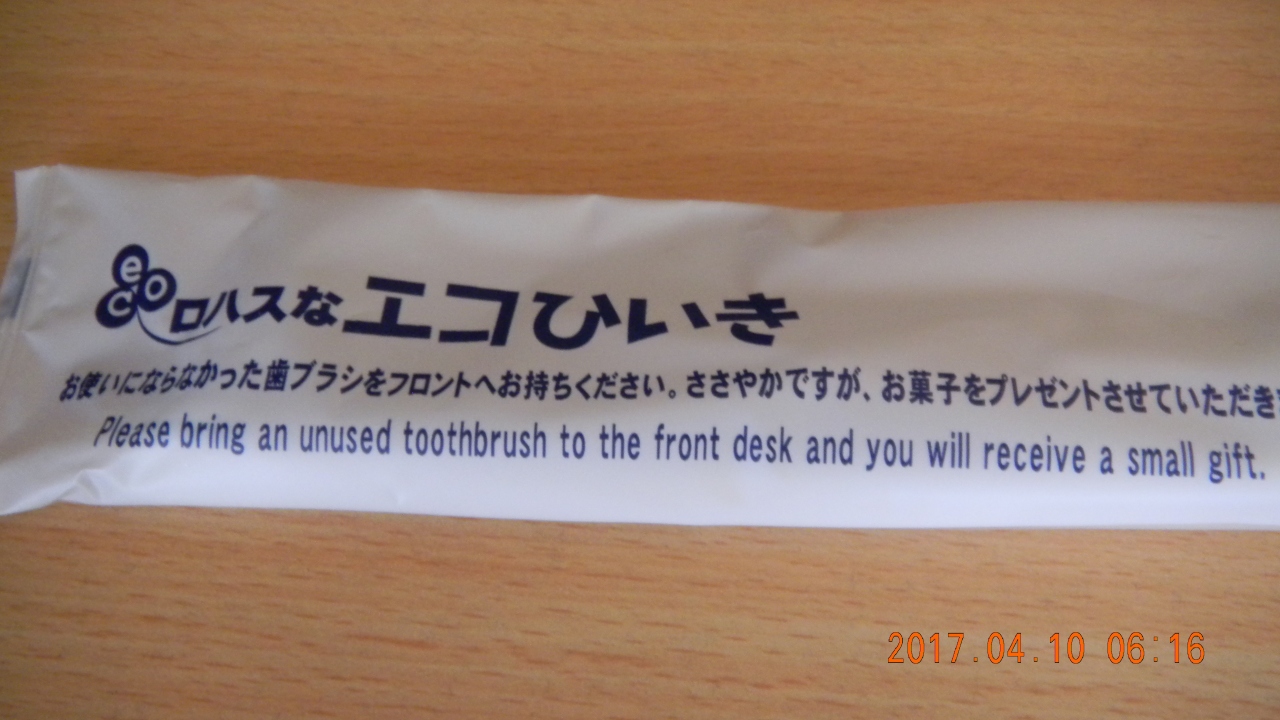 eco ロハスなエコひいき
お使いにならなかった歯ブラシをフロントへお持ちください。ささやかですが、お菓子をプレゼントさせていただき
Please bring an unused toothbrush to the front desk and you will receive a small gift.
2017.04.10 06:16